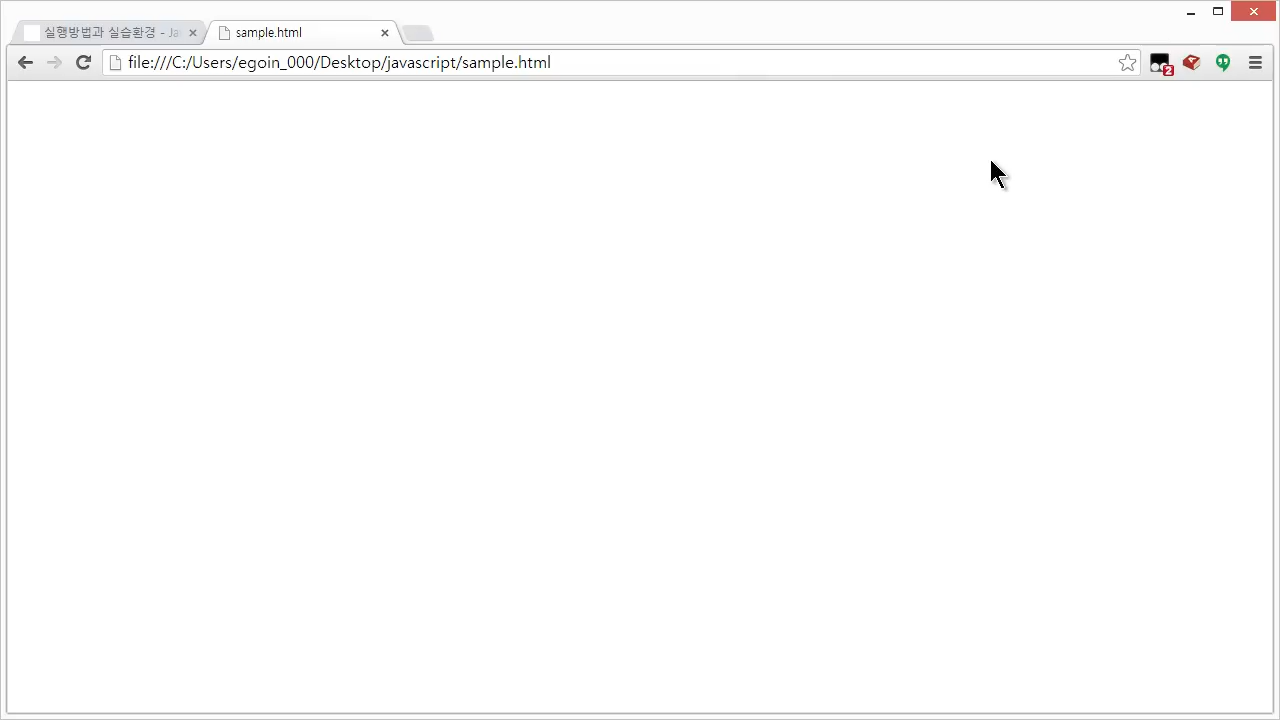 실행방법과 실습환경 - Ja
sample.html
file:///C:/Users/egoin_000/Desktop/javascript/sample.html
2